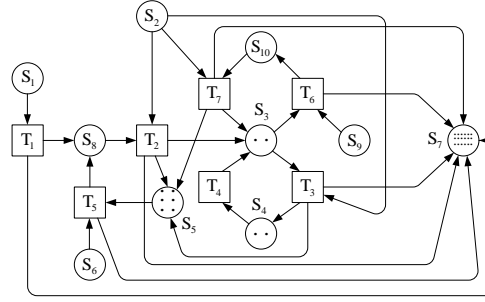 S₂
S₁₀
S₁
T₇
T₆
S₃
S₇
T₁
S₈
T₂
S₉
T₄
T₃
T₅
S₅
S₄
S₆